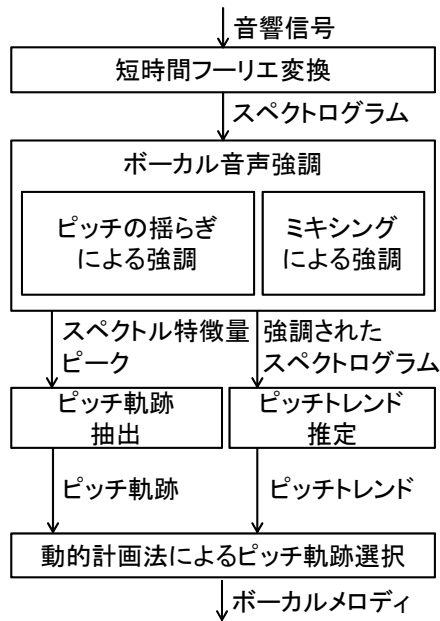 音響信号
短時間フーリエ変換
スペクトログラム
ボーカル音声強調
ピッチの揺らぎ
による強調
ミキシング
による強調
スペクトル特徴量
ピーク
強調された
スペクトログラム
ピッチ軌跡
抽出
ピッチトレンド
推定
ピッチ軌跡
ピッチトレンド
動的計画法によるピッチ軌跡選択
ボーカルメロディ